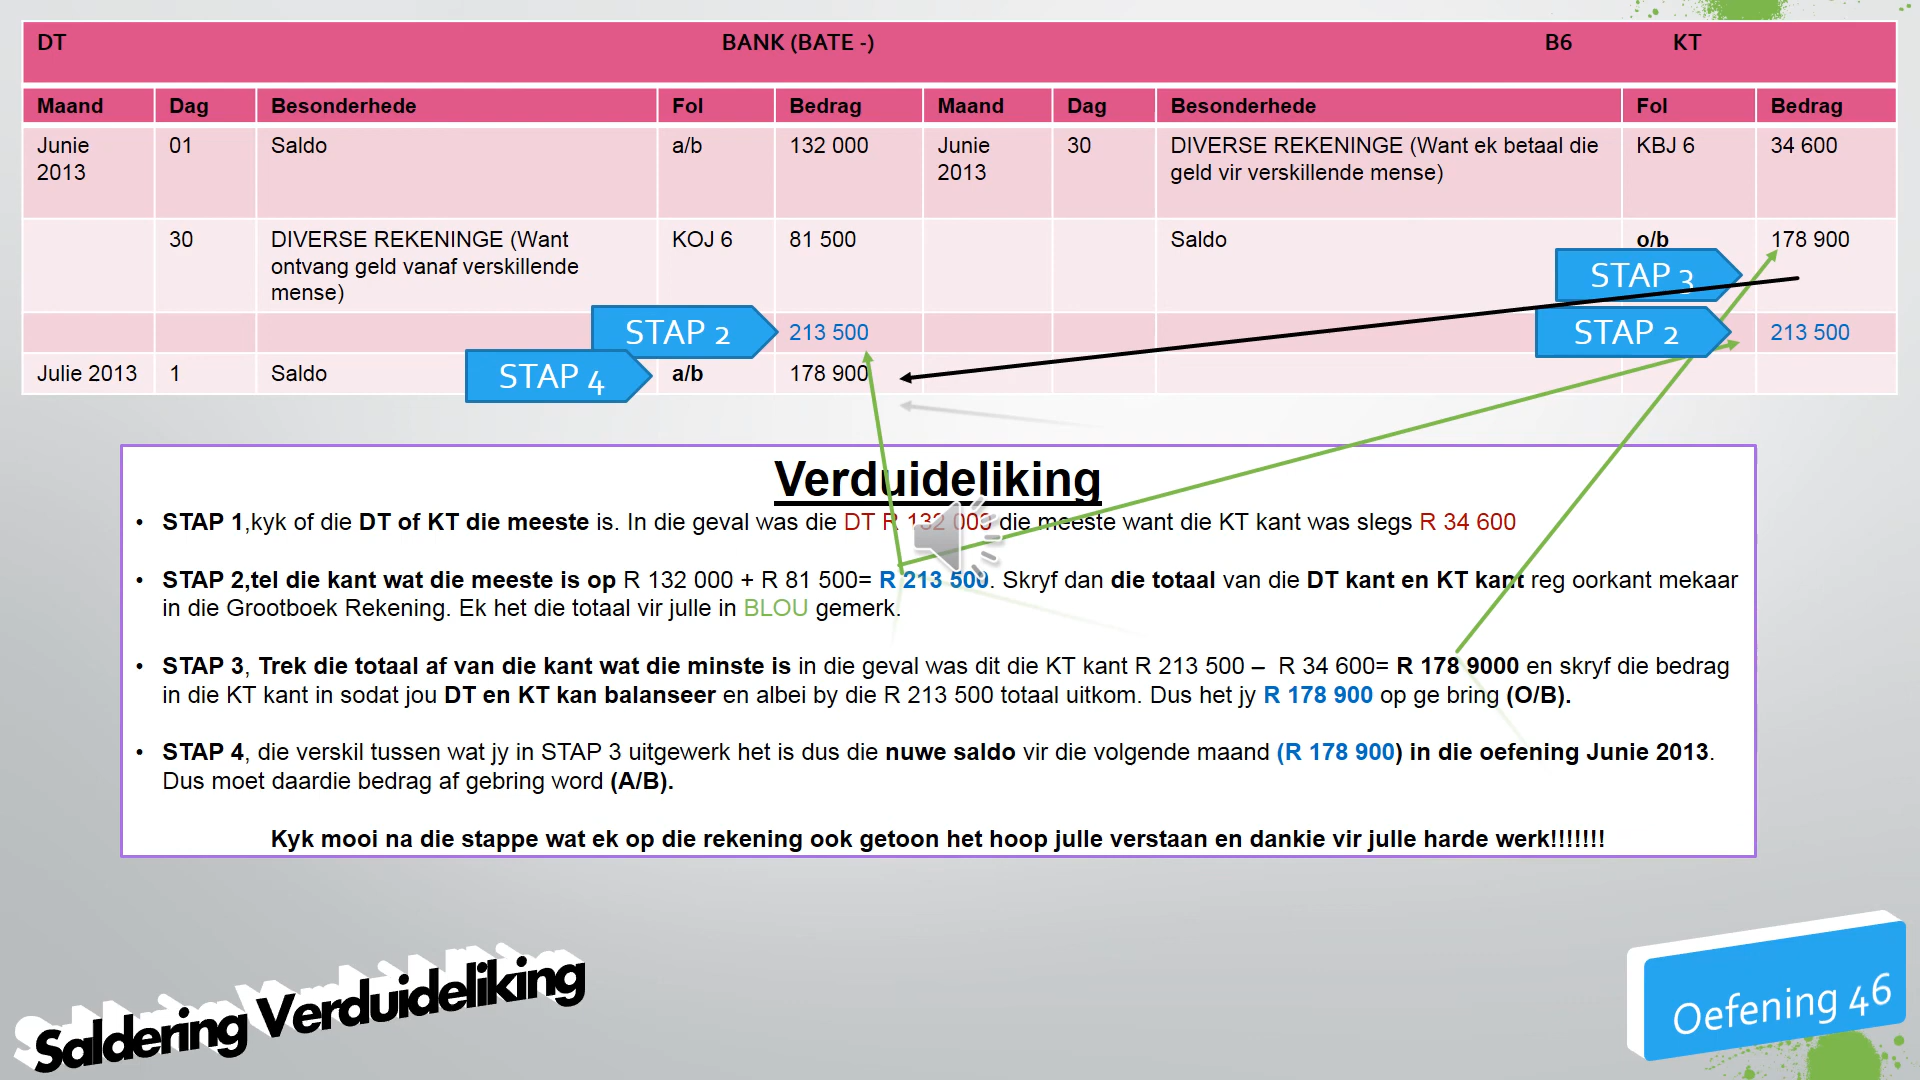 DT BANK (BATE -) B6 KT
Maand Dag Besonderhede Fol Bedrag Maand Dag Besonderhede Fol Bedrag
Junie 2013 01 Saldo a/b 132 000 Junie 2013 30 DIVERSE REKENINGE (Want ek betaal die geld vir verskillende mense) KBJ 6 34 600
30 DIVERSE REKENINGE (Want ontvang geld vanaf verskillende mense) KOJ 6 81 500 Saldo o/b 178 900
STAP 3
STAP 2 213 500 STAP 2 213 500
Julie 2013 1 Saldo STAP 4 a/b 178 900
Verduideliking
• STAP 1,kyk of die DT of KT die meeste is. In die geval was die DT R 132 000 die meeste want die KT kant was slegs R 34 600
• STAP 2,tel die kant wat die meeste is op R 132 000 + R 81 500= R 213 500. Skryf dan die totaal van die DT kant en KT kant reg oorkant mekaar
in die Grootboek Rekening. Ek het die totaal vir julle in BLOU gemerk.
• STAP 3, Trek die totaal af van die kant wat die minste is in die geval was dit die KT kant R 213 500 – R 34 600= R 178 9000 en skryf die bedrag
in die KT kant in sodat jou DT en KT kan balanseer en albei by die R 213 500 totaal uitkom. Dus het jy R 178 900 op ge bring (O/B).
• STAP 4, die verskil tussen wat jy in STAP 3 uitgewerk het is dus die nuwe saldo vir die volgende maand (R 178 900) in die oefening Junie 2013.
Dus moet daardie bedrag af gebring word (A/B).
Kyk mooi na die stappe wat ek op die rekening ook getoon het hoop julle verstaan en dankie vir julle harde werk!!!!!!!
Saldering Verduideliking
Oefening 46